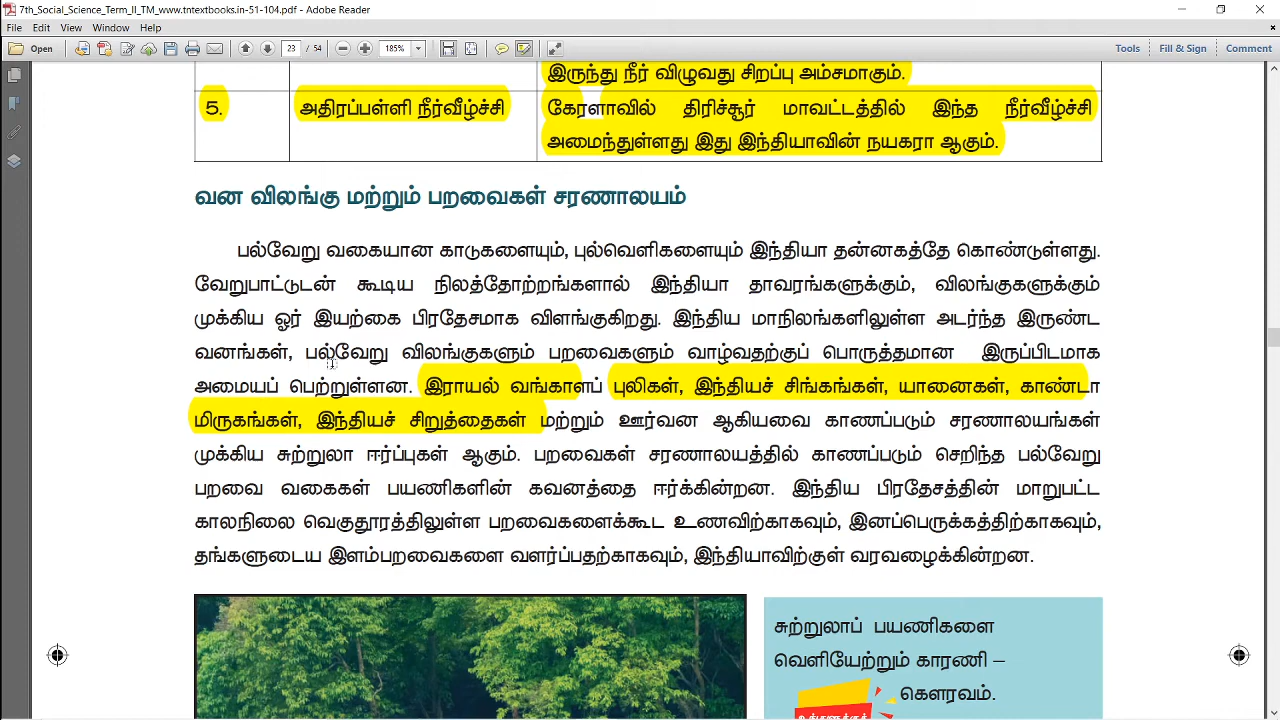 7th_Social_Science_Term_II_TM_www.tntextbooks.in-51-104.pdf - Adobe Reader
File Edit View Window Help
Open 23 / 54 185% Tools Fill & Sign Comment
இருந்து நீர் விழுவது சிறப்பு அம்சமாகும்.
5. அதிரப்பள்ளி நீர்வீழ்ச்சி கேரளாவில் திரிச்சூர் மாவட்டத்தில் இந்த நீர்வீழ்ச்சி
அமைந்துள்ளது இது இந்தியாவின் நயகரா ஆகும்.
வன விலங்கு மற்றும் பறவைகள் சரணாலயம்
பல்வேறு வகையான காடுகளையும், புல்வெளிகளையும் இந்தியா தன்னகத்தே கொண்டுள்ளது.
வேறுபாட்டுடன் கூடிய நிலத்தோற்றங்களால் இந்தியா தாவரங்களுக்கும், விலங்குகளுக்கும்
முக்கிய ஓர் இயற்கை பிரதேசமாக விளங்குகிறது. இந்திய மாநிலங்களிலுள்ள அடர்ந்த இருண்ட
வனங்கள், பல்வேறு விலங்குகளும் பறவைகளும் வாழ்வதற்குப் பொருத்தமான இருப்பிடமாக
அமையப் பெற்றுள்ளன. இராயல் வங்காளப் புலிகள், இந்தியச் சிங்கங்கள், யானைகள், காண்டா
மிருகங்கள், இந்தியச் சிறுத்தைகள் மற்றும் ஊர்வன ஆகியவை காணப்படும் சரணாலயங்கள்
முக்கிய சுற்றுலா ஈர்ப்புகள் ஆகும். பறவைகள் சரணாலயத்தில் காணப்படும் செறிந்த பல்வேறு
பறவை வகைகள் பயணிகளின் கவனத்தை ஈர்க்கின்றன. இந்திய பிரதேசத்தின் மாறுபட்ட
காலநிலை வெகுதூரத்திலுள்ள பறவைகளைக்கூட உணவிற்காகவும், இனப்பெருக்கத்திற்காகவும்,
தங்களுடைய இளம்பறவைகளை வளர்ப்பதற்காகவும், இந்தியாவிற்குள் வரவழைக்கின்றன.
சுற்றுலாப் பயணிகளை
வெளியேற்றும் காரணி –
கௌரவம்.